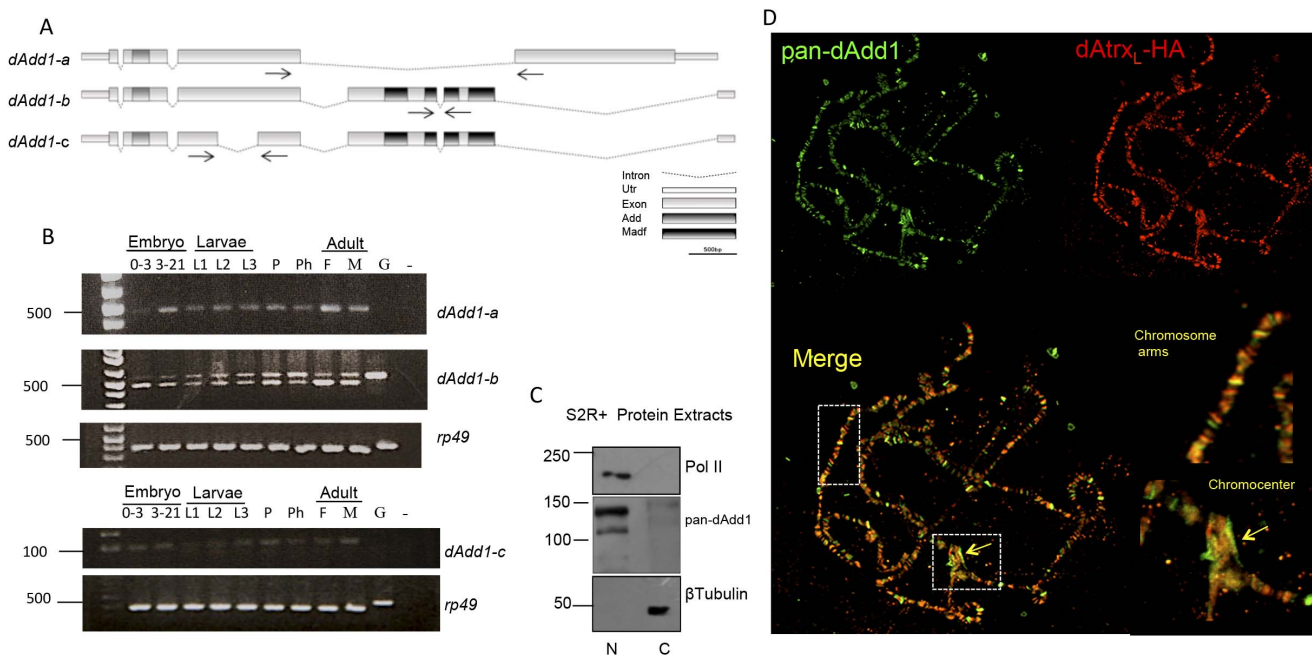 A
dAdd1-a
dAdd1-b
dAdd1-c
Intron
Utr
Exon
Add
Madf
500bp
B
Embryo Larvae Adult
0-3 3-21 L1 L2 L3 P Ph F M G -
500
dAdd1-a
500
dAdd1-b
500
rp49
Embryo Larvae Adult
0-3 3-21 L1 L2 L3 P Ph F M G -
100
dAdd1-c
500
rp49
C
S2R+ Protein Extracts
250
Pol II
150
pan-dAdd1
100
βTubulin
50
N C
D
pan-dAdd1
dAtrxL-HA
Merge
Chromosome
arms
Chromocenter